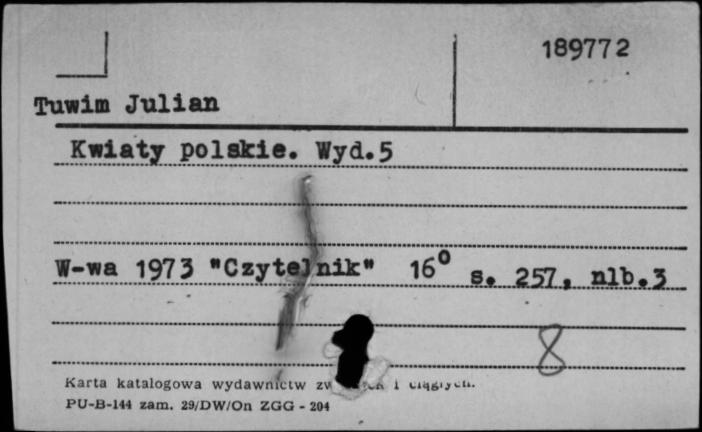 189772
Tuwim Julian
Kwiaty polskie. Wyd.5
W-wa 1973 "Czytelnik" 16° s. 257, nlb.3
8
Karta katalogowa wydawnictw i ciągłych.
PU-B-144 zam. 29/DW/On ZGG - 204